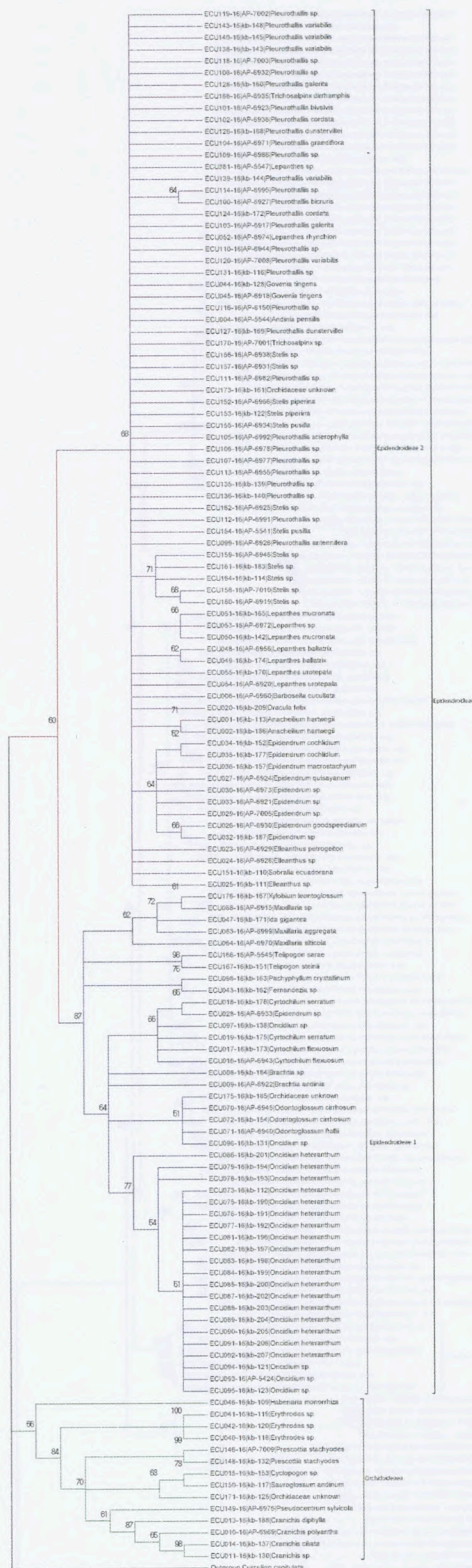 ECU119-16|AP-7002|Pleurothallis sp.
ECU143-16|kb-148|Pleurothallis variabilis
ECU140-16|kb-145|Pleurothallis variabilis
ECU138-16|kb-143|Pleurothallis variabilis
ECU118-16|AP-7003|Pleurothallis sp.
ECU108-16|AP-6932|Pleurothallis sp.
ECU128-16|kb-160|Pleurothallis galerita
ECU168-16|AP-6935|Trichosalpinx dirhamphis
ECU101-16|AP-6923|Pleurothallis bivalvis
ECU102-16|AP-6936|Pleurothallis cordata
ECU126-16|kb-168|Pleurothallis dunstervillei
ECU104-16|AP-6971|Pleurothallis grandiflora
ECU109-16|AP-6966|Pleurothallis sp.
ECU081-16|AP-5547|Lepanthes sp.
ECU139-16|kb-144|Pleurothallis variabilis
64
ECU114-16|AP-6995|Pleurothallis sp.
ECU100-16|AP-6927|Pleurothallis bicruris
ECU124-16|kb-172|Pleurothallis cordata
ECU103-16|AP-6917|Pleurothallis galerita
ECU052-16|AP-6974|Lepanthes rhynchion
ECU110-16|AP-6944|Pleurothallis sp.
ECU120-16|AP-7008|Pleurothallis variabilis
ECU131-16|kb-116|Pleurothallis sp
ECU044-16|kb-128|Govenia tingens
ECU045-16|AP-6918|Govenia tingens
ECU116-16|AP-6150|Pleurothallis sp
ECU004-16|AP-5544|Andinia pensilis
ECU127-16|kb-169|Pleurothallis dunstervillei
ECU170-16|AP-7001|Trichosalpinx sp.
ECU156-16|AP-6938|Stelis sp
ECU157-16|AP-6931|Stelis sp.
ECU111-16|AP-6982|Pleurothallis sp
ECU173-16|kb-161|Orchidaceae unknown
ECU152-16|AP-6996|Stelis piperina
ECU153-16|kb-122|Stelis piperina
ECU155-16|AP-6934|Stelis pusilla
ECU105-16|AP-6992|Pleurothallis sclerophylla
68
ECU106-16|AP-6978|Pleurothallis sp.
Epidendroideae 2
ECU107-16|AP-6977|Pleurothallis sp.
ECU113-16|AP-6955|Pleurothallis sp
ECU135-16|kb-139|Pleurothallis sp.
ECU136-16|kb-140|Pleurothallis sp.
ECU162-16|AP-6925|Stelis sp.
ECU112-16|AP-6991|Pleurothallis sp.
ECU154-16|AP-5541|Stelis pusilla
ECU099-16|AP-6926|Pleurothallis antennifera
ECU159-16|AP-6946|Stelis sp.
71
ECU161-16|kb-183|Stelis sp.
ECU164-16|kb-114|Stelis sp.
68
ECU158-16|AP-7010|Stelis sp.
ECU160-16|AP-6919|Stelis sp.
66
ECU051-16|kb-165|Lepanthes mucronata
ECU053-16|AP-6972|Lepanthes sp.
ECU050-16|kb-142|Lepanthes mucronata
62
ECU048-16|AP-6956|Lepanthes ballatrix
ECU049-16|kb-174|Lepanthes ballatrix
ECU055-16|kb-178|Lepanthes urotepala
ECU054-16|AP-6920|Lepanthes urotepala
ECU006-16|AP-6960|Barbosella cucullata
71
ECU020-16|kb-209|Dracula felix
Epidendroideae
ECU001-16|kb-113|Anacheilium hartwegii
62
ECU002-16|kb-186|Anacheilium hartwegii
60
ECU034-16|kb-152|Epidendrum cochlidium
ECU035-16|kb-177|Epidendrum cochlidium
ECU036-16|kb-157|Epidendrum macrostachyum
64
ECU027-16|AP-6924|Epidendrum quisayanum
ECU030-16|AP-6973|Epidendrum sp.
ECU033-16|AP-6921|Epidendrum sp
ECU029-16|AP-7005|Epidendrum sp.
66
ECU026-16|AP-6930|Epidendrum goodspeedianum
ECU032-16|kb-187|Epidendrum sp
ECU023-16|AP-6929|Elleanthus petrogeiton
ECU024-16|AP-6926|Elleanthus sp
ECU151-16|kb-110|Sobralia ecuadorana
61
ECU025-16|kb-111|Elleanthus sp.
ECU176-16|kb-167|Xylobium leontoglossum
72
ECU068-16|AP-6915|Maxillaria sp
62
ECU047-16|kb-171|Ida gigantea
ECU063-16|AP-6998|Maxillaria aggregata
ECU064-16|AP-6970|Maxillaria alticola
98
ECU166-16|AP-5545|Telipogon sarae
76
ECU167-16|kb-151|Telipogon steinii
87
ECU098-16|kb-163|Pachyphyllum crystallinum
66
ECU043-16|kb-162|Fernandezia sp
ECU018-16|kb-178|Cyrtochilum serratum
66
ECU028-16|AP-6933|Epidendrum sp
ECU097-16|kb-138|Oncidium sp.
ECU019-16|kb-175|Cyrtochilum serratum
ECU017-16|kb-173|Cyrtochilum flexuosum
ECU016-16|AP-6943|Cyrtochilum flexuosum
ECU008-16|kb-184|Brachtia sp
64
ECU009-16|AP-6922|Brachtia andina
ECU175-16|kb-185|Orchidaceae unknown
61
ECU070-16|AP-6945|Odontoglossum cirrhosum
ECU072-16|kb-154|Odontoglossum cirrhosum
ECU071-16|AP-6940|Odontoglossum hallii
ECU096-16|kb-131|Oncidium sp.
Epidendroideae 1
ECU086-16|kb-201|Oncidium heteranthum
ECU079-16|kb-194|Oncidium heteranthum
77
ECU078-16|kb-193|Oncidium heteranthum
ECU073-16|kb-112|Oncidium heteranthum
ECU075-16|kb-190|Oncidium heteranthum
64
ECU076-16|kb-191|Oncidium heteranthum
ECU077-16|kb-192|Oncidium heteranthum
ECU081-16|kb-196|Oncidium heteranthum
ECU082-16|kb-197|Oncidium heteranthum
ECU083-16|kb-198|Oncidium heteranthum
ECU084-16|kb-199|Oncidium heteranthum
61
ECU085-16|kb-200|Oncidium heteranthum
ECU087-16|kb-202|Oncidium heteranthum
ECU088-16|kb-203|Oncidium heteranthum
ECU089-16|kb-204|Oncidium heteranthum
ECU090-16|kb-205|Oncidium heteranthum
ECU091-16|kb-206|Oncidium heteranthum
ECU092-16|kb-207|Oncidium heteranthum
ECU094-16|kb-121|Oncidium sp.
ECU093-16|AP-5424|Oncidium sp.
ECU095-16|kb-123|Oncidium sp
ECU046-16|kb-109|Habenaria monorrhiza
66
100
ECU041-16|kb-115|Erythrodes sp.
ECU042-16|kb-120|Erythrodes sp.
99
ECU040-16|kb-118|Erythrodes sp
84
ECU146-16|AP-7009|Prescottia stachyodes
78
ECU148-16|kb-132|Prescottia stachyodes
68
ECU015-16|kb-153|Cyclopogon sp
Orchidoideae
ECU150-16|kb-117|Sauroglossum andinum
70
ECU171-16|kb-125|Orchidaceae unknown
ECU149-16|AP-6975|Pseudocentrum sylvicola
61
ECU013-16|kb-188|Cranichis diphylla
87
ECU010-16|AP-6969|Cranichis polyantha
65
ECU014-16|kb-137|Cranichis ciliata
98
ECU011-16|kb-136|Cranichis sp